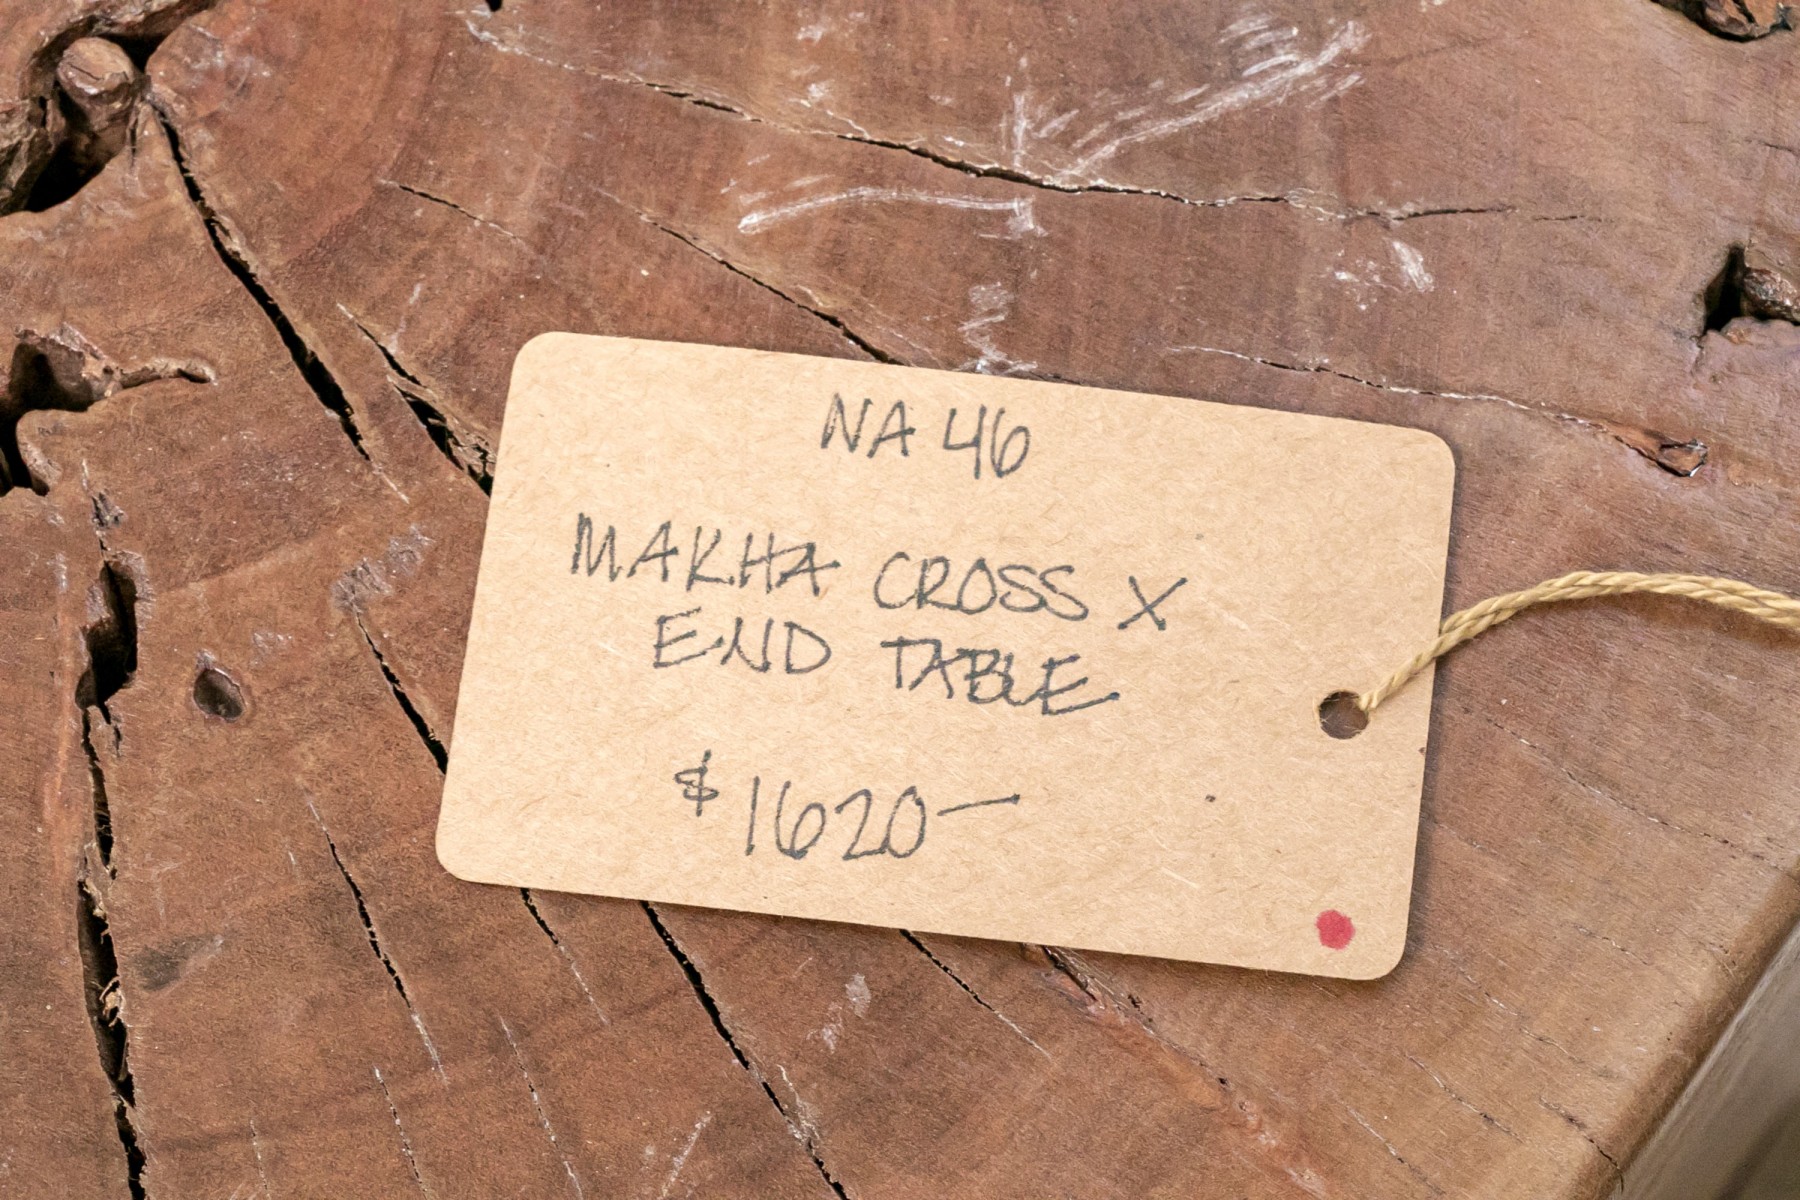 NA 46
MAKHA CROSS X
END TABLE
$1620—